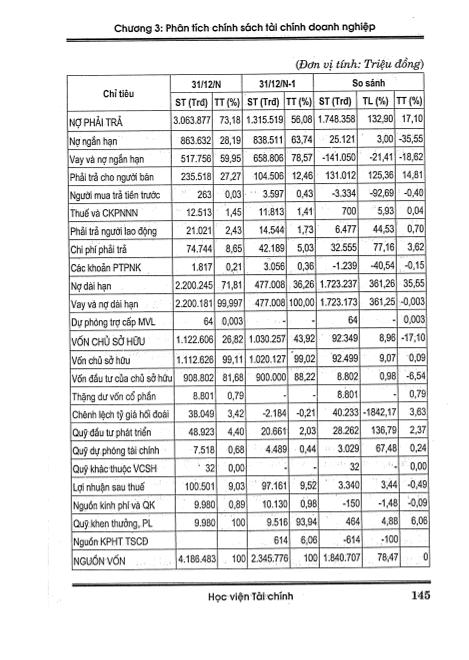 Chương 3: Phân tích chính sách tài chính doanh nghiệp
(Đơn vị tính: Triệu đồng)
Chỉ tiêu 31/12/N 31/12/N-1 So sánh
ST (Trđ) TT (%) ST (Trđ) TT (%) ST (Trđ) TL (%) TT (%)
NỢ PHẢI TRẢ 3.063.877 73,18 1.315.519 56,08 1.748.358 132,90 17,10
Nợ ngắn hạn 863.632 28,19 838.511 63,74 25.121 3,00 -35,55
Vay và nợ ngắn hạn 517.756 59,95 658.806 78,57 -141.050 -21,41 -18,62
Phải trả cho người bán 235.518 27,27 104.506 12,46 131.012 125,36 14,81
Người mua trả tiền trước 263 0,03 3.597 0,43 -3.334 -92,69 -0,40
Thuế và CKPNNN 12.513 1,45 11.813 1,41 700 5,93 0,04
Phải trả người lao động 21.021 2,43 14.544 1,73 6.477 44,53 0,70
Chi phí phải trả 74.744 8,65 42.189 5,03 32.555 77,16 3,62
Các khoản PTPNK 1.817 0,21 3.056 0,36 -1.239 -40,54 -0,15
Nợ dài hạn 2.200.245 71,81 477.008 36,26 1.723.237 361,26 35,55
Vay và nợ dài hạn 2.200.181 99,997 477.008 100,00 1.723.173 361,25 -0,003
Dự phòng trợ cấp MVL 64 0,003 - - 64 - 0,003
VỐN CHỦ SỞ HỮU 1.122.606 26,82 1.030.257 43,92 92.349 8,96 -17,10
Vốn chủ sở hữu 1.112.626 99,11 1.020.127 99,02 92.499 9,07 0,09
Vốn đầu tư của chủ sở hữu 908.802 81,68 900.000 88,22 8.802 0,98 -6,54
Thặng dư vốn cổ phần 8.801 0,79 - - 8.801 - 0,79
Chênh lệch tỷ giá hối đoái 38.049 3,42 -2.184 -0,21 40.233 -1842,17 3,63
Quỹ đầu tư phát triển 48.923 4,40 20.661 2,03 28.262 136,79 2,37
Quỹ dự phòng tài chính 7.518 0,68 4.489 0,44 3.029 67,48 0,24
Quỹ khác thuộc VCSH 32 0,00 - - 32 - 0,00
Lợi nhuận sau thuế 100.501 9,03 97.161 9,52 3.340 3,44 -0,49
Nguồn kinh phí và QK 9.980 0,89 10.130 0,98 -150 -1,48 -0,09
Quỹ khen thưởng, PL 9.980 100 9.516 93,94 464 4,88 6,06
Nguồn KPHT TSCĐ 614 6,06 -614 -100
NGUỒN VỐN 4.186.483 100 2.345.776 100 1.840.707 78,47 0
Học viện Tài chính 145